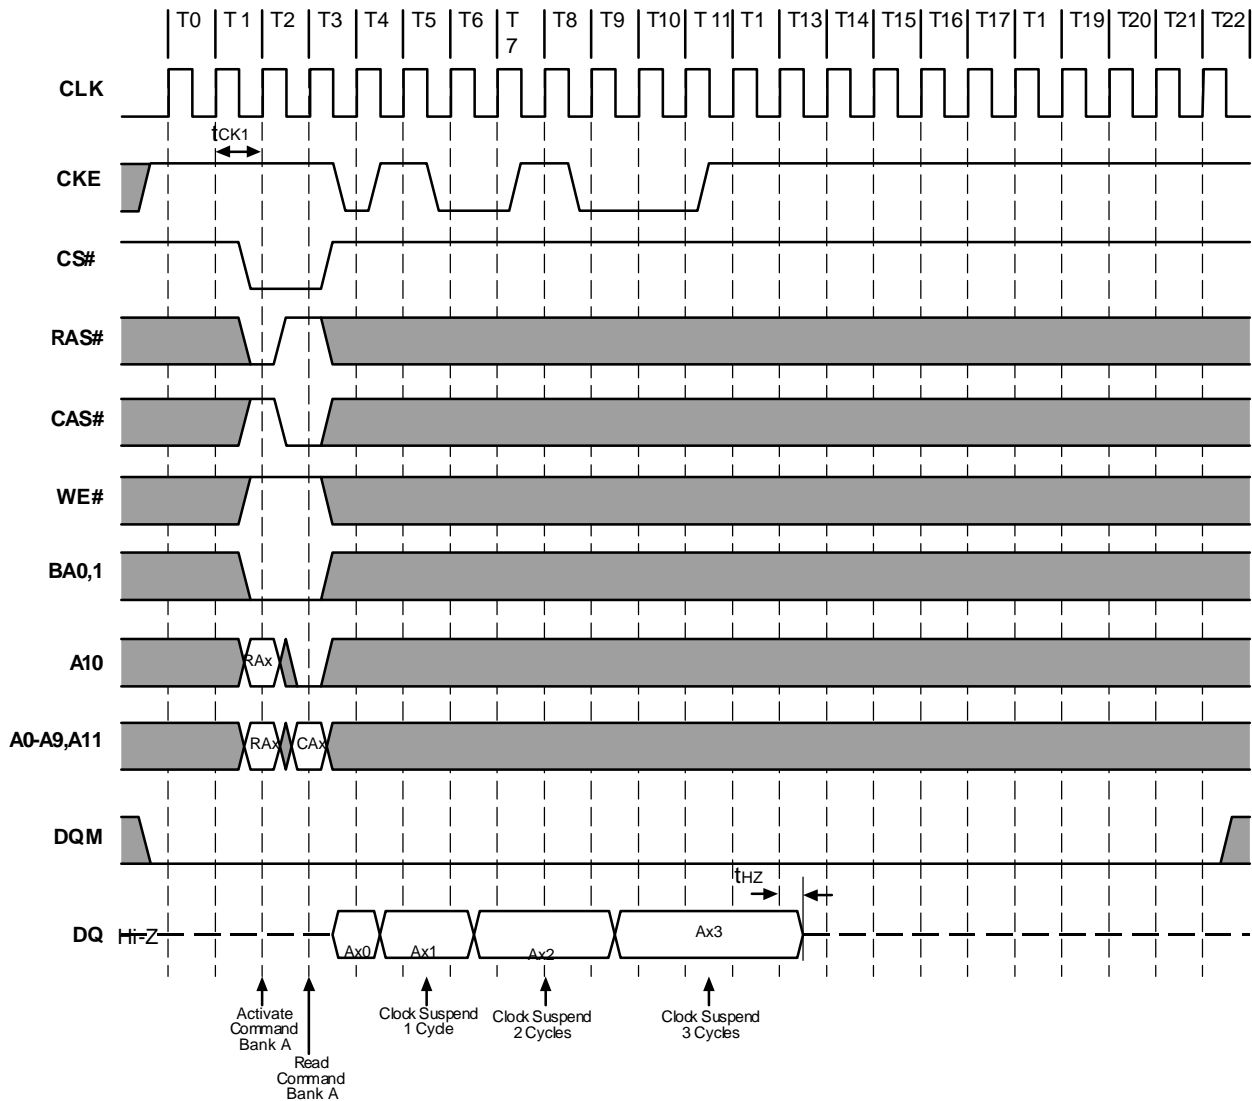 T0 T 1 T2 T3 T4 T5 T6 T 7 T8 T9 T10 T 11 T1 T13 T14 T15 T16 T17 T1 T19 T20 T21 T22
CLK
tCK1
CKE
CS#
RAS#
CAS#
WE#
BA0,1
A10
RAx
A0-A9,A11
RAx CAx
DQM
tHZ
DQ Hi-Z
Ax0 Ax1 Ax2 Ax3
Activate
Command
Bank A
Read
Command
Bank A
Clock Suspend
1 Cycle
Clock Suspend
2 Cycles
Clock Suspend
3 Cycles